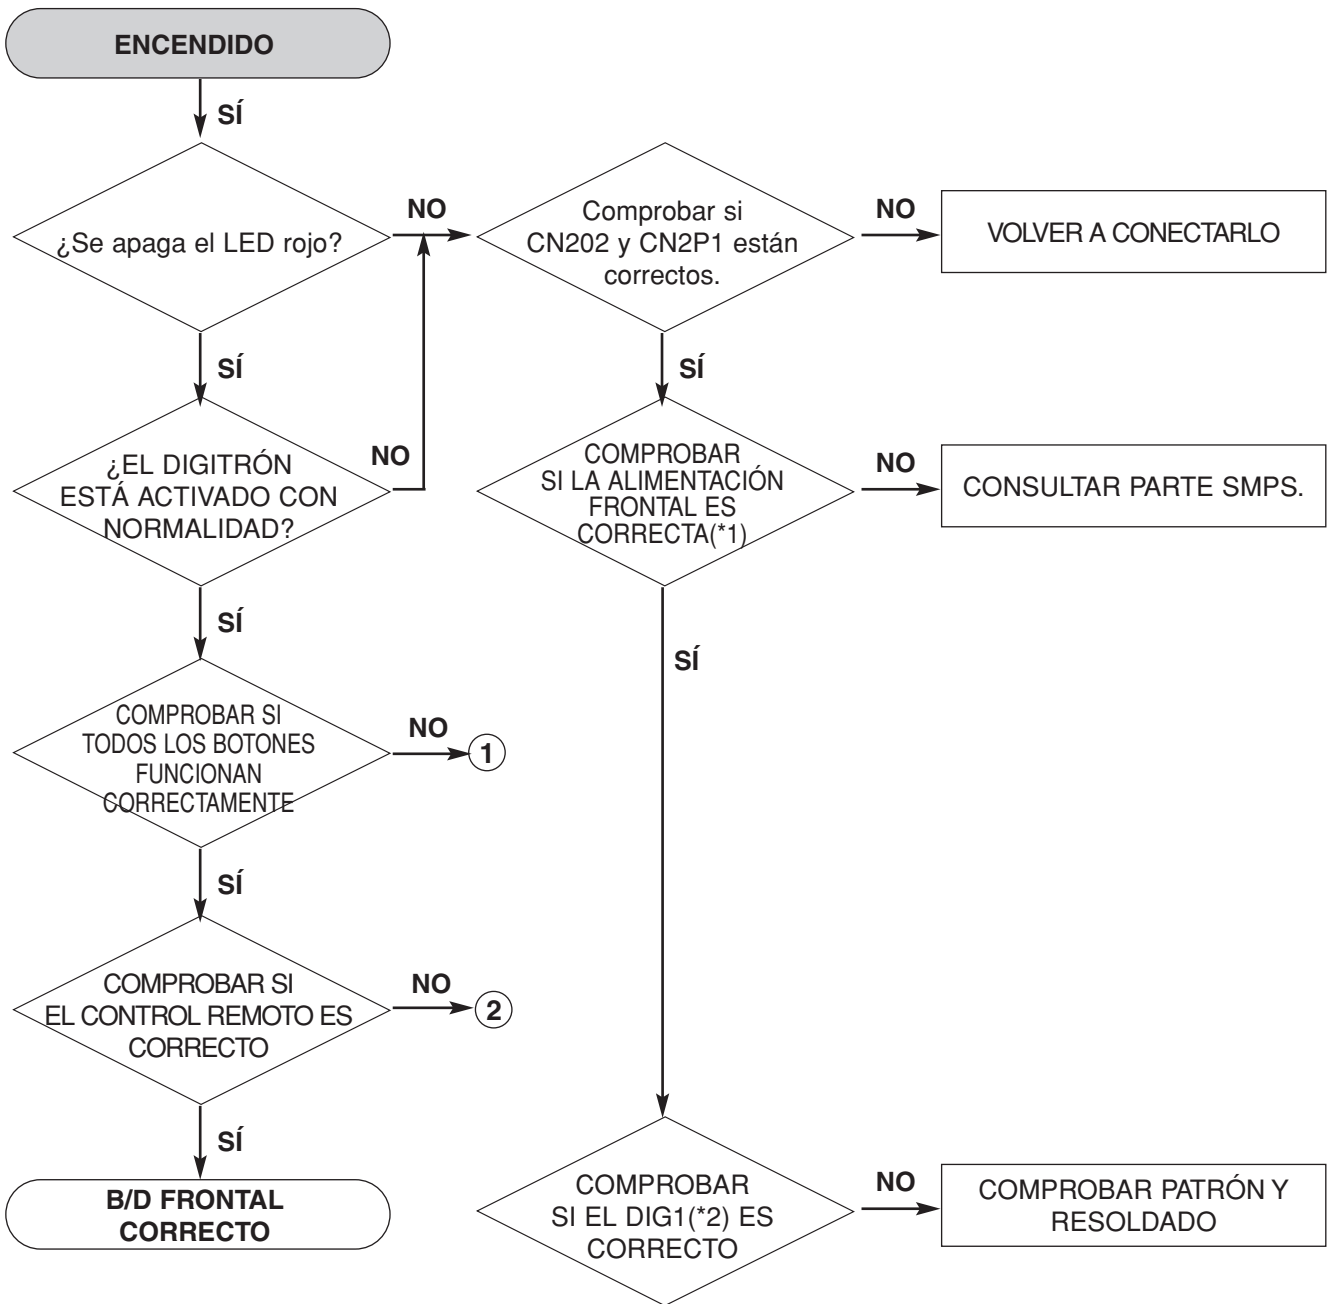 ENCENDIDO
SÍ
¿Se apaga el LED rojo?
NO
Comprobar si
CN202 y CN2P1 están
correctos.
NO
VOLVER A CONECTARLO
SÍ
SÍ
¿EL DIGITRÓN
ESTÁ ACTIVADO CON
NORMALIDAD?
NO
COMPROBAR
SI LA ALIMENTACIÓN
FRONTAL ES
CORRECTA(*1)
NO
CONSULTAR PARTE SMPS.
SÍ
SÍ
COMPROBAR SI
TODOS LOS BOTONES
FUNCIONAN
CORRECTAMENTE
NO
1
SÍ
COMPROBAR SI
EL CONTROL REMOTO ES
CORRECTO
NO
2
SÍ
B/D FRONTAL
CORRECTO
COMPROBAR
SI EL DIG1(*2) ES
CORRECTO
NO
COMPROBAR PATRÓN Y
RESOLDADO